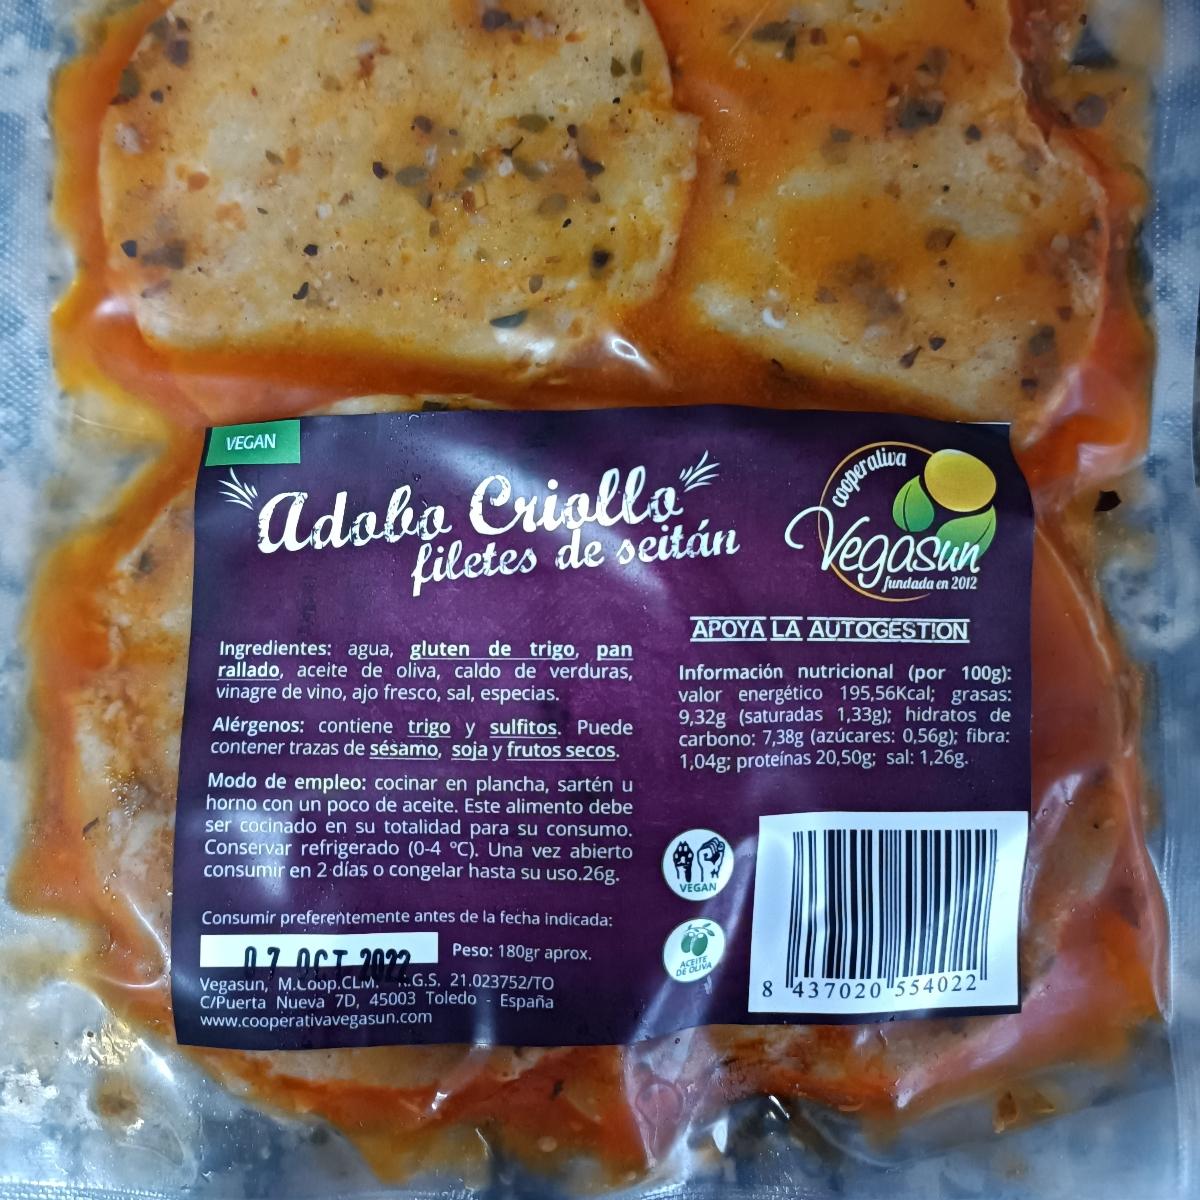 VEGAN
Adobo Criollo
filetes de seitán
cooperativa
Vegasun
fundada en 2012
APOYA LA AUTOGESTION
Ingredientes: agua, gluten de trigo, pan
rallado, aceite de oliva, caldo de verduras,
vinagre de vino, ajo fresco, sal, especias.
Alérgenos: contiene trigo y sulfitos. Puede
contener trazas de sésamo, soja y frutos secos.
Modo de empleo: cocinar en plancha, sartén u
horno con un poco de aceite. Este alimento debe
ser cocinado en su totalidad para su consumo.
Conservar refrigerado (0-4 ºC). Una vez abierto
consumir en 2 días o congelar hasta su uso.26g.
Consumir preferentemente antes de la fecha indicada:
07 OCT 2022
Peso: 180gr aprox.
Vegasun, M.Coop.CLM. R.G.S. 21.023752/TO
C/Puerta Nueva 7D, 45003 Toledo - España
www.cooperativavegasun.com
Información nutricional (por 100g):
valor energético 195,56Kcal; grasas:
9,32g (saturadas 1,33g); hidratos de
carbono: 7,38g (azúcares: 0,56g); fibra:
1,04g; proteínas 20,50g; sal: 1,26g.
VEGAN
ACEITE
DE OLIVA
8 437020 554022